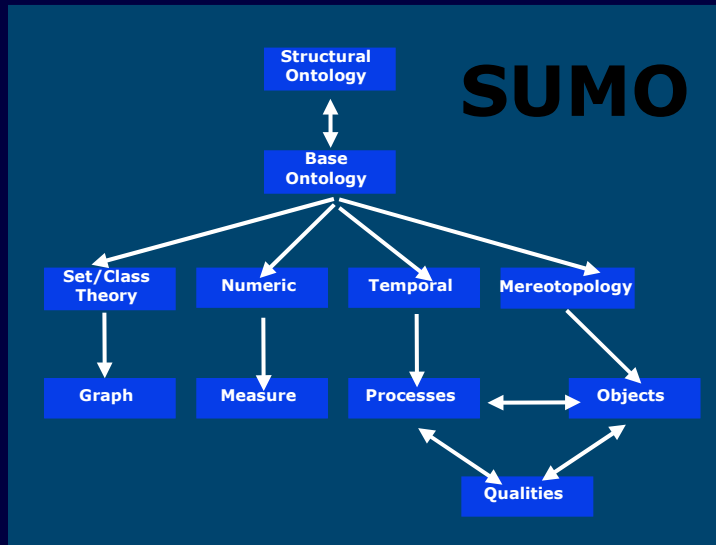 Structural
Ontology
SUMO
Base
Ontology
Set/Class
Theory
Numeric
Temporal
Mereotopology
Graph
Measure
Processes
Objects
Qualities